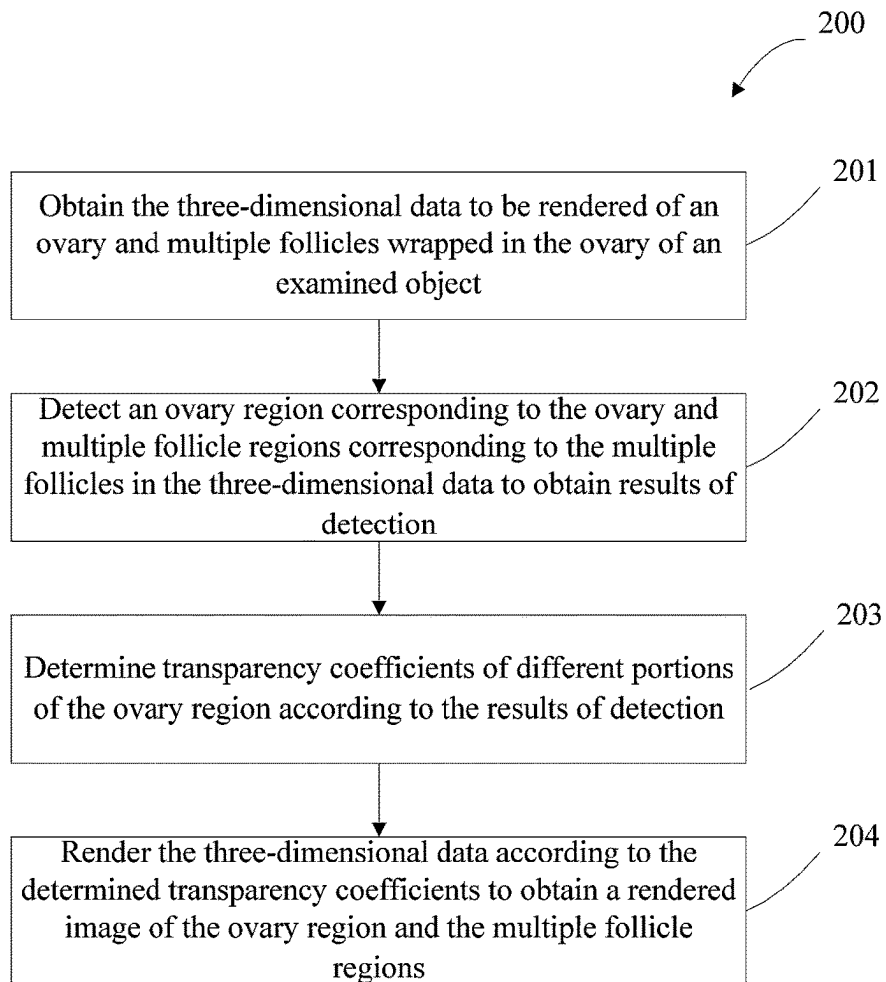 200
201
Obtain the three-dimensional data to be rendered of an
ovary and multiple follicles wrapped in the ovary of an
examined object
202
Detect an ovary region corresponding to the ovary and
multiple follicle regions corresponding to the multiple
follicles in the three-dimensional data to obtain results of
detection
203
Determine transparency coefficients of different portions
of the ovary region according to the results of detection
204
Render the three-dimensional data according to the
determined transparency coefficients to obtain a rendered
image of the ovary region and the multiple follicle
regions